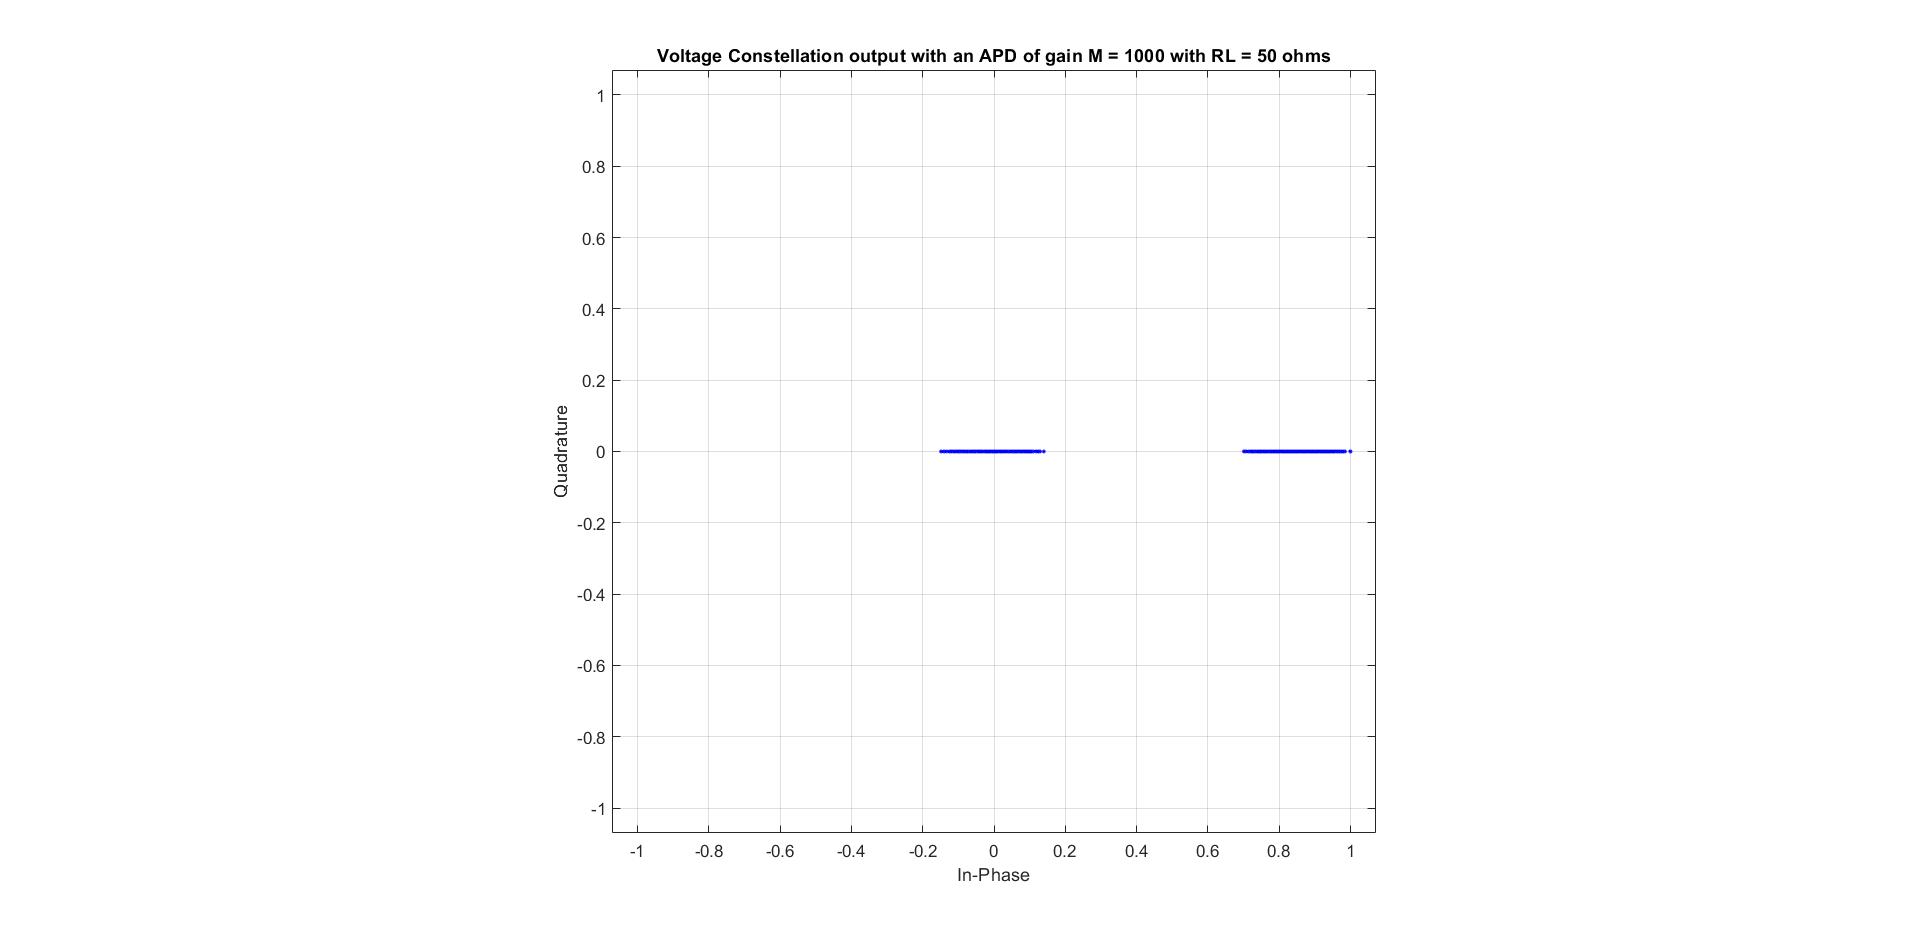 Voltage Constellation output with an APD of gain M = 1000 with RL = 50 ohms
1
0.8
0.6
0.4
0.2
0
-0.2
-0.4
-0.6
-0.8
-1
Quadrature
-1 -0.8 -0.6 -0.4 -0.2 0 0.2 0.4 0.6 0.8 1
In-Phase